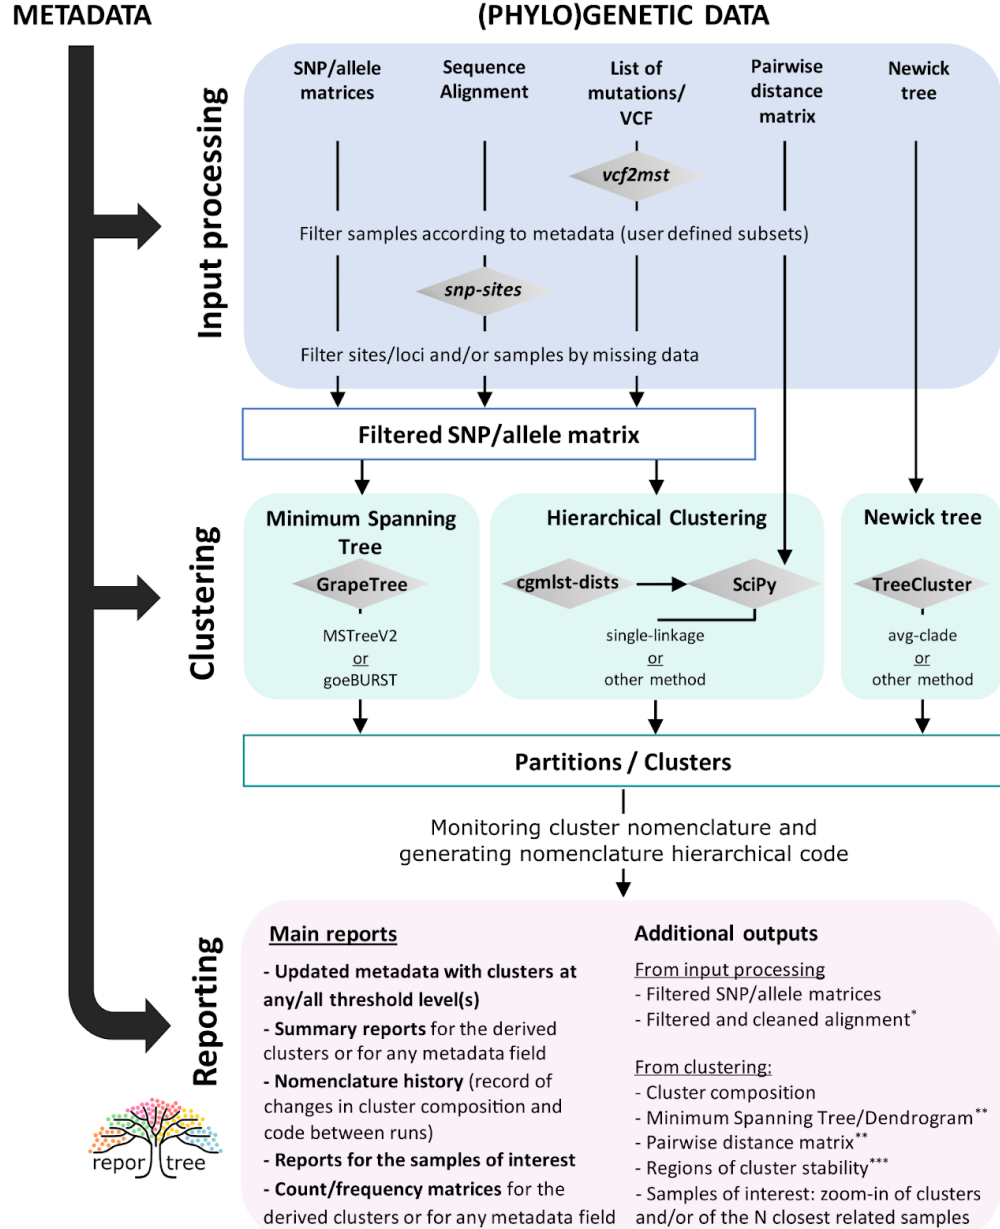 METADATA
(PHYLO)GENETIC DATA
Input processing
SNP/allele
matrices
Sequence
Alignment
List of
mutations/
VCF
Pairwise
distance
matrix
Newick
tree
vcf2mst
Filter samples according to metadata (user defined subsets)
snp-sites
Filter sites/loci and/or samples by missing data
Filtered SNP/allele matrix
Clustering
Minimum Spanning
Tree
GrapeTree
MSTreeV2
or
goeBURST
Hierarchical Clustering
cgmlst-dists
SciPy
single-linkage
or
other method
Newick tree
TreeCluster
avg-clade
or
other method
Partitions / Clusters
Monitoring cluster nomenclature and
generating nomenclature hierarchical code
Reporting
Main reports
- Updated metadata with clusters at
any/all threshold level(s)
- Summary reports for the derived
clusters or for any metadata field
- Nomenclature history (record of
changes in cluster composition and
code between runs)
- Reports for the samples of interest
- Count/frequency matrices for the
derived clusters or for any metadata field
Additional outputs
From input processing
- Filtered SNP/allele matrices
- Filtered and cleaned alignment*
From clustering:
- Cluster composition
- Minimum Spanning Tree/Dendrogram**
- Pairwise distance matrix**
- Regions of cluster stability***
- Samples of interest: zoom-in of clusters
and/or of the N closest related samples
repor tree